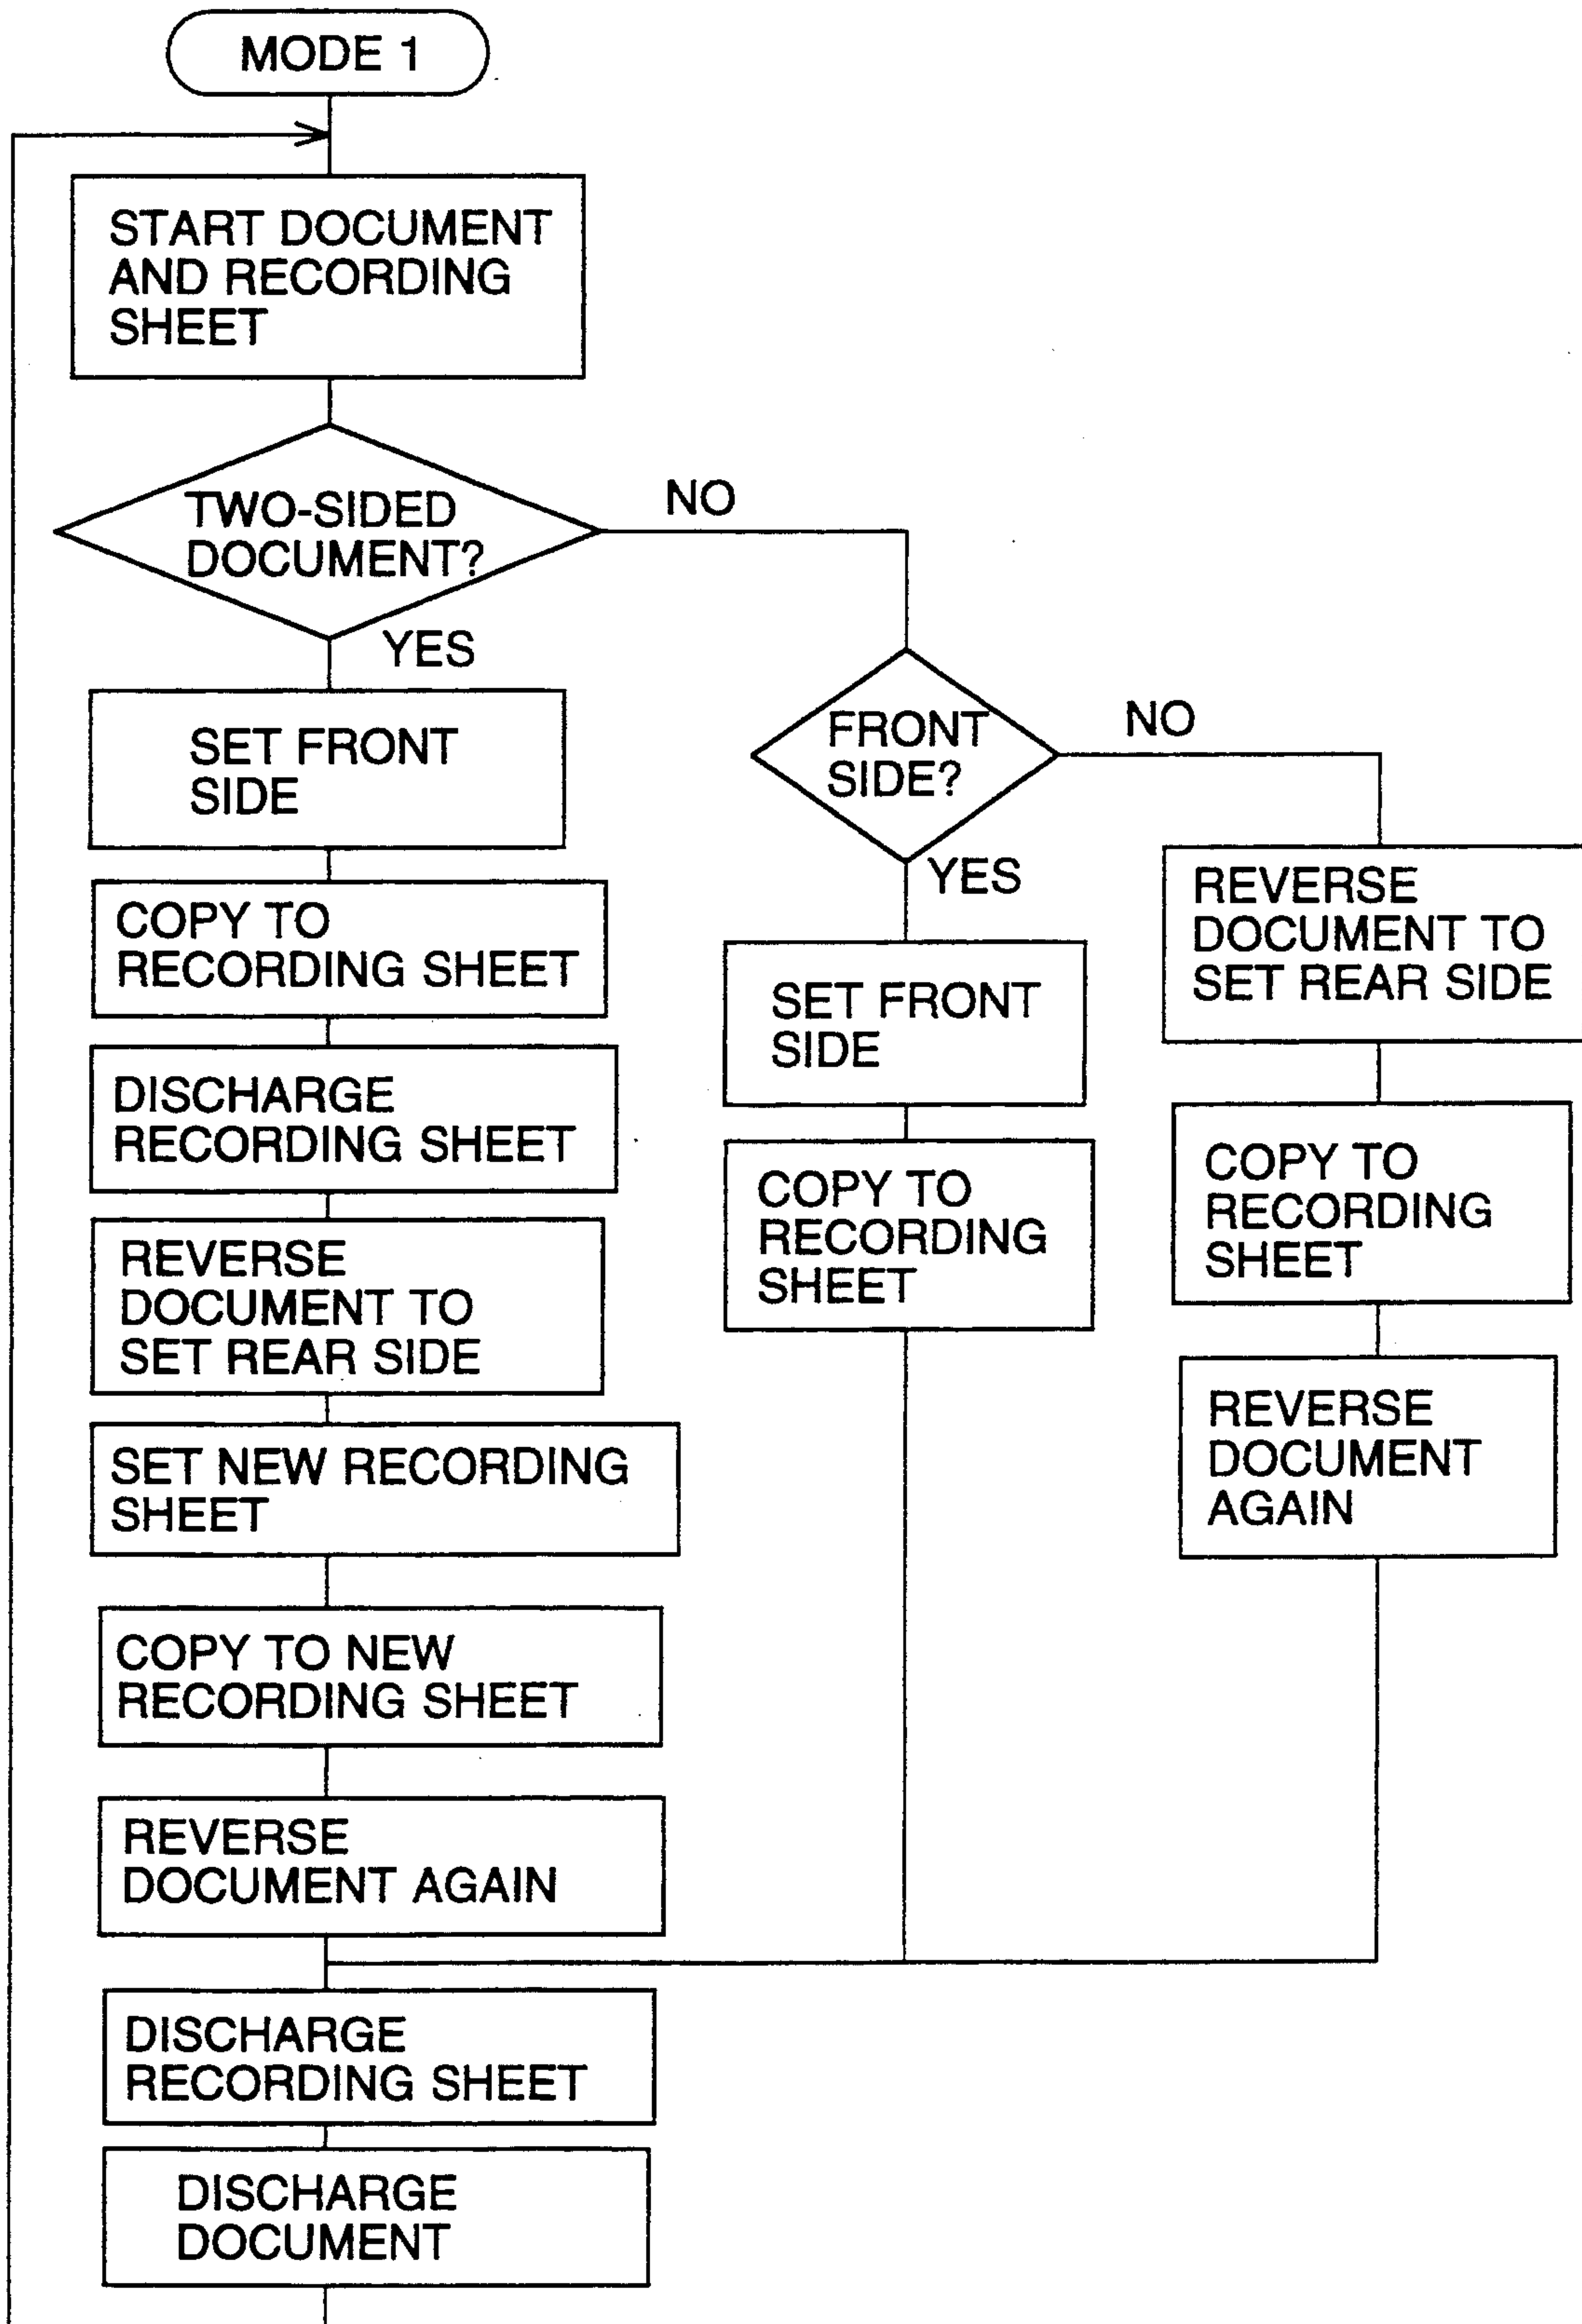 MODE 1
START DOCUMENT
AND RECORDING
SHEET
TWO-SIDED
DOCUMENT?
NO
YES
SET FRONT
SIDE
FRONT
SIDE?
NO
YES
COPY TO
RECORDING SHEET
DISCHARGE
RECORDING SHEET
REVERSE
DOCUMENT TO
SET REAR SIDE
SET NEW RECORDING
SHEET
COPY TO NEW
RECORDING SHEET
REVERSE
DOCUMENT AGAIN
SET FRONT
SIDE
COPY TO
RECORDING
SHEET
REVERSE
DOCUMENT TO
SET REAR SIDE
COPY TO
RECORDING
SHEET
REVERSE
DOCUMENT
AGAIN
DISCHARGE
RECORDING SHEET
DISCHARGE
DOCUMENT